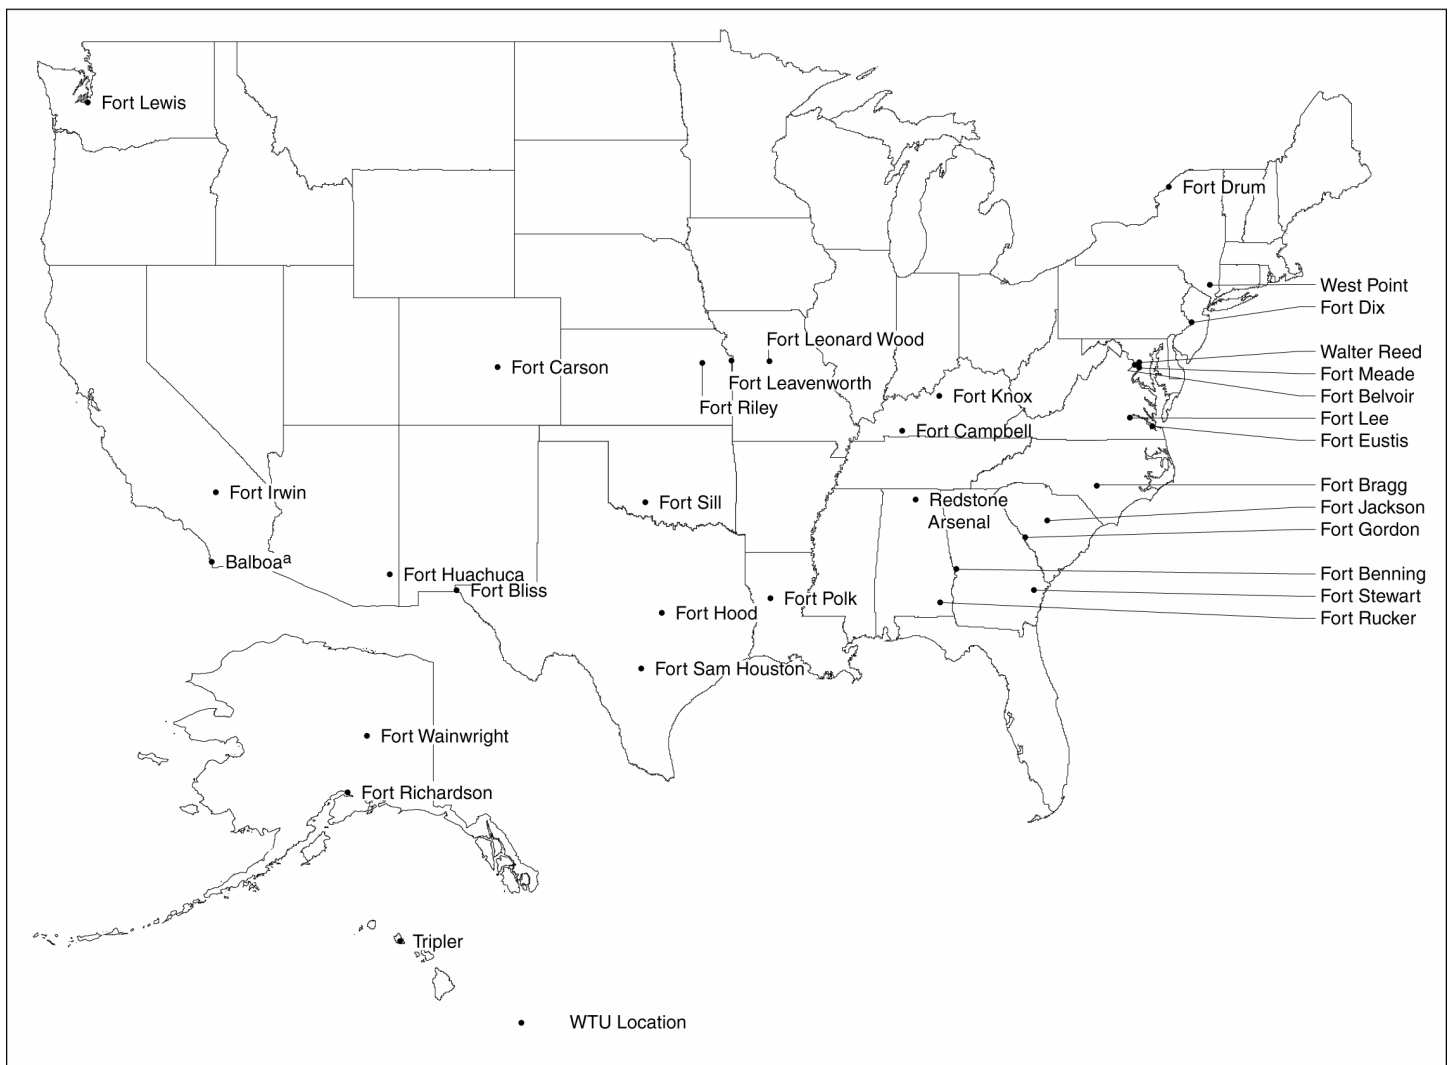 Fort Lewis
Fort Drum
West Point
Fort Dix
Fort Leonard Wood
Walter Reed
Fort Carson
Fort Meade
Fort Leavenworth
Fort Belvoir
Fort Knox
Fort Riley
Fort Lee
Fort Campbell
Fort Eustis
Fort Irwin
Fort Bragg
Fort Sill
Redstone
Arsenal
Fort Jackson
Fort Gordon
Balboaª
Fort Huachuca
Fort Benning
Fort Bliss
Fort Polk
Fort Stewart
Fort Hood
Fort Rucker
Fort Sam Houston
Fort Wainwright
Fort Richardson
Tripler
WTU Location